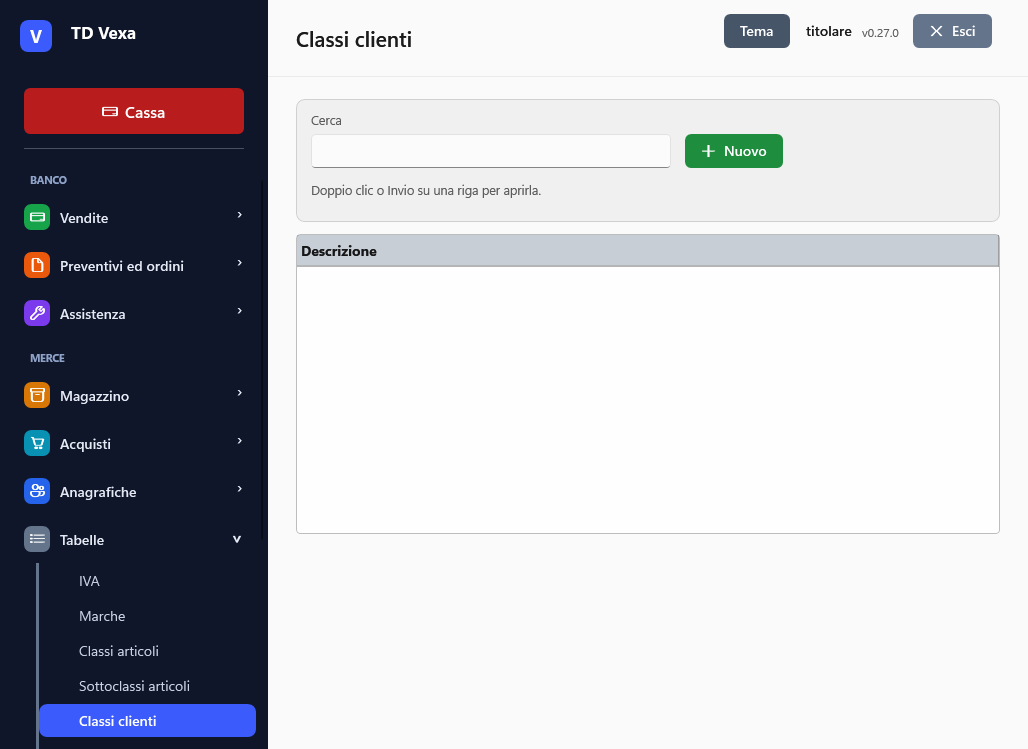 V TD Vexa
Cassa
BANCO
Vendite
Preventivi ed ordini
Assistenza
MERCE
Magazzino
Acquisti
Anagrafiche
Tabelle
IVA
Marche
Classi articoli
Sottoclassi articoli
Classi clienti
Classi clienti
Tema titolare v0.27.0 Esci
Cerca
Nuovo
Doppio clic o Invio su una riga per aprirla.
Descrizione